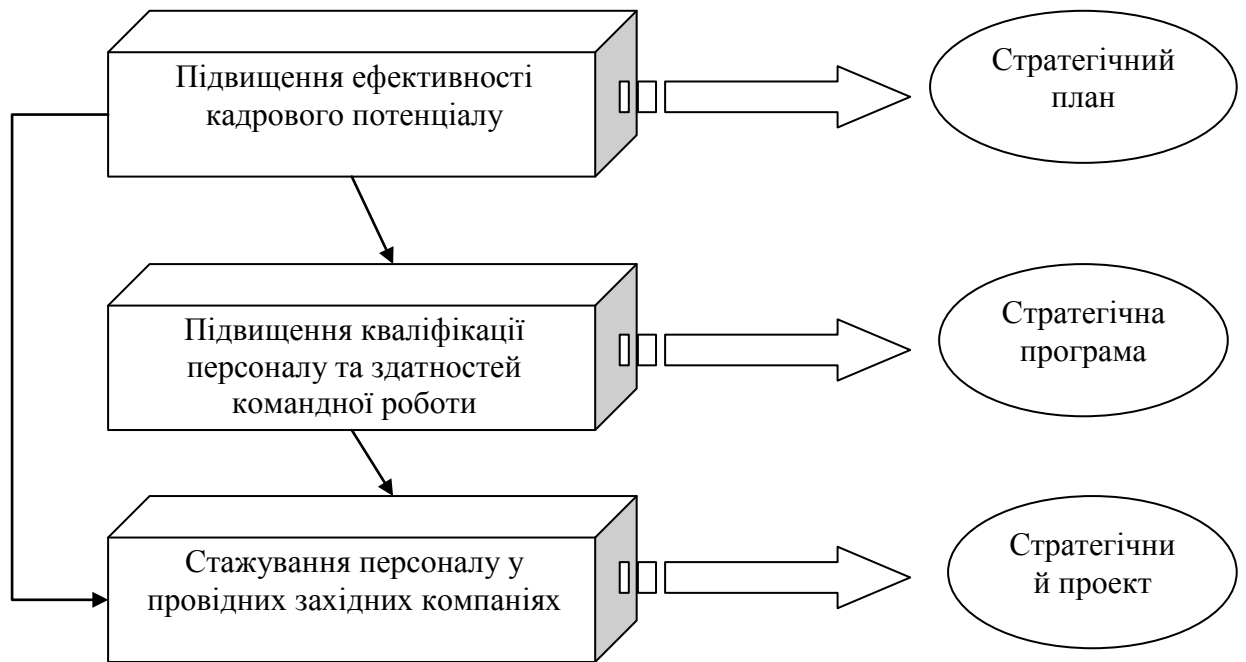 Підвищення ефективності
кадрового потенціалу
Стратегічний
план
Підвищення кваліфікації
персоналу та здатностей
командної роботи
Стратегічна
програма
Стажування персоналу у
провідних західних компаніях
Стратегічни
й проект